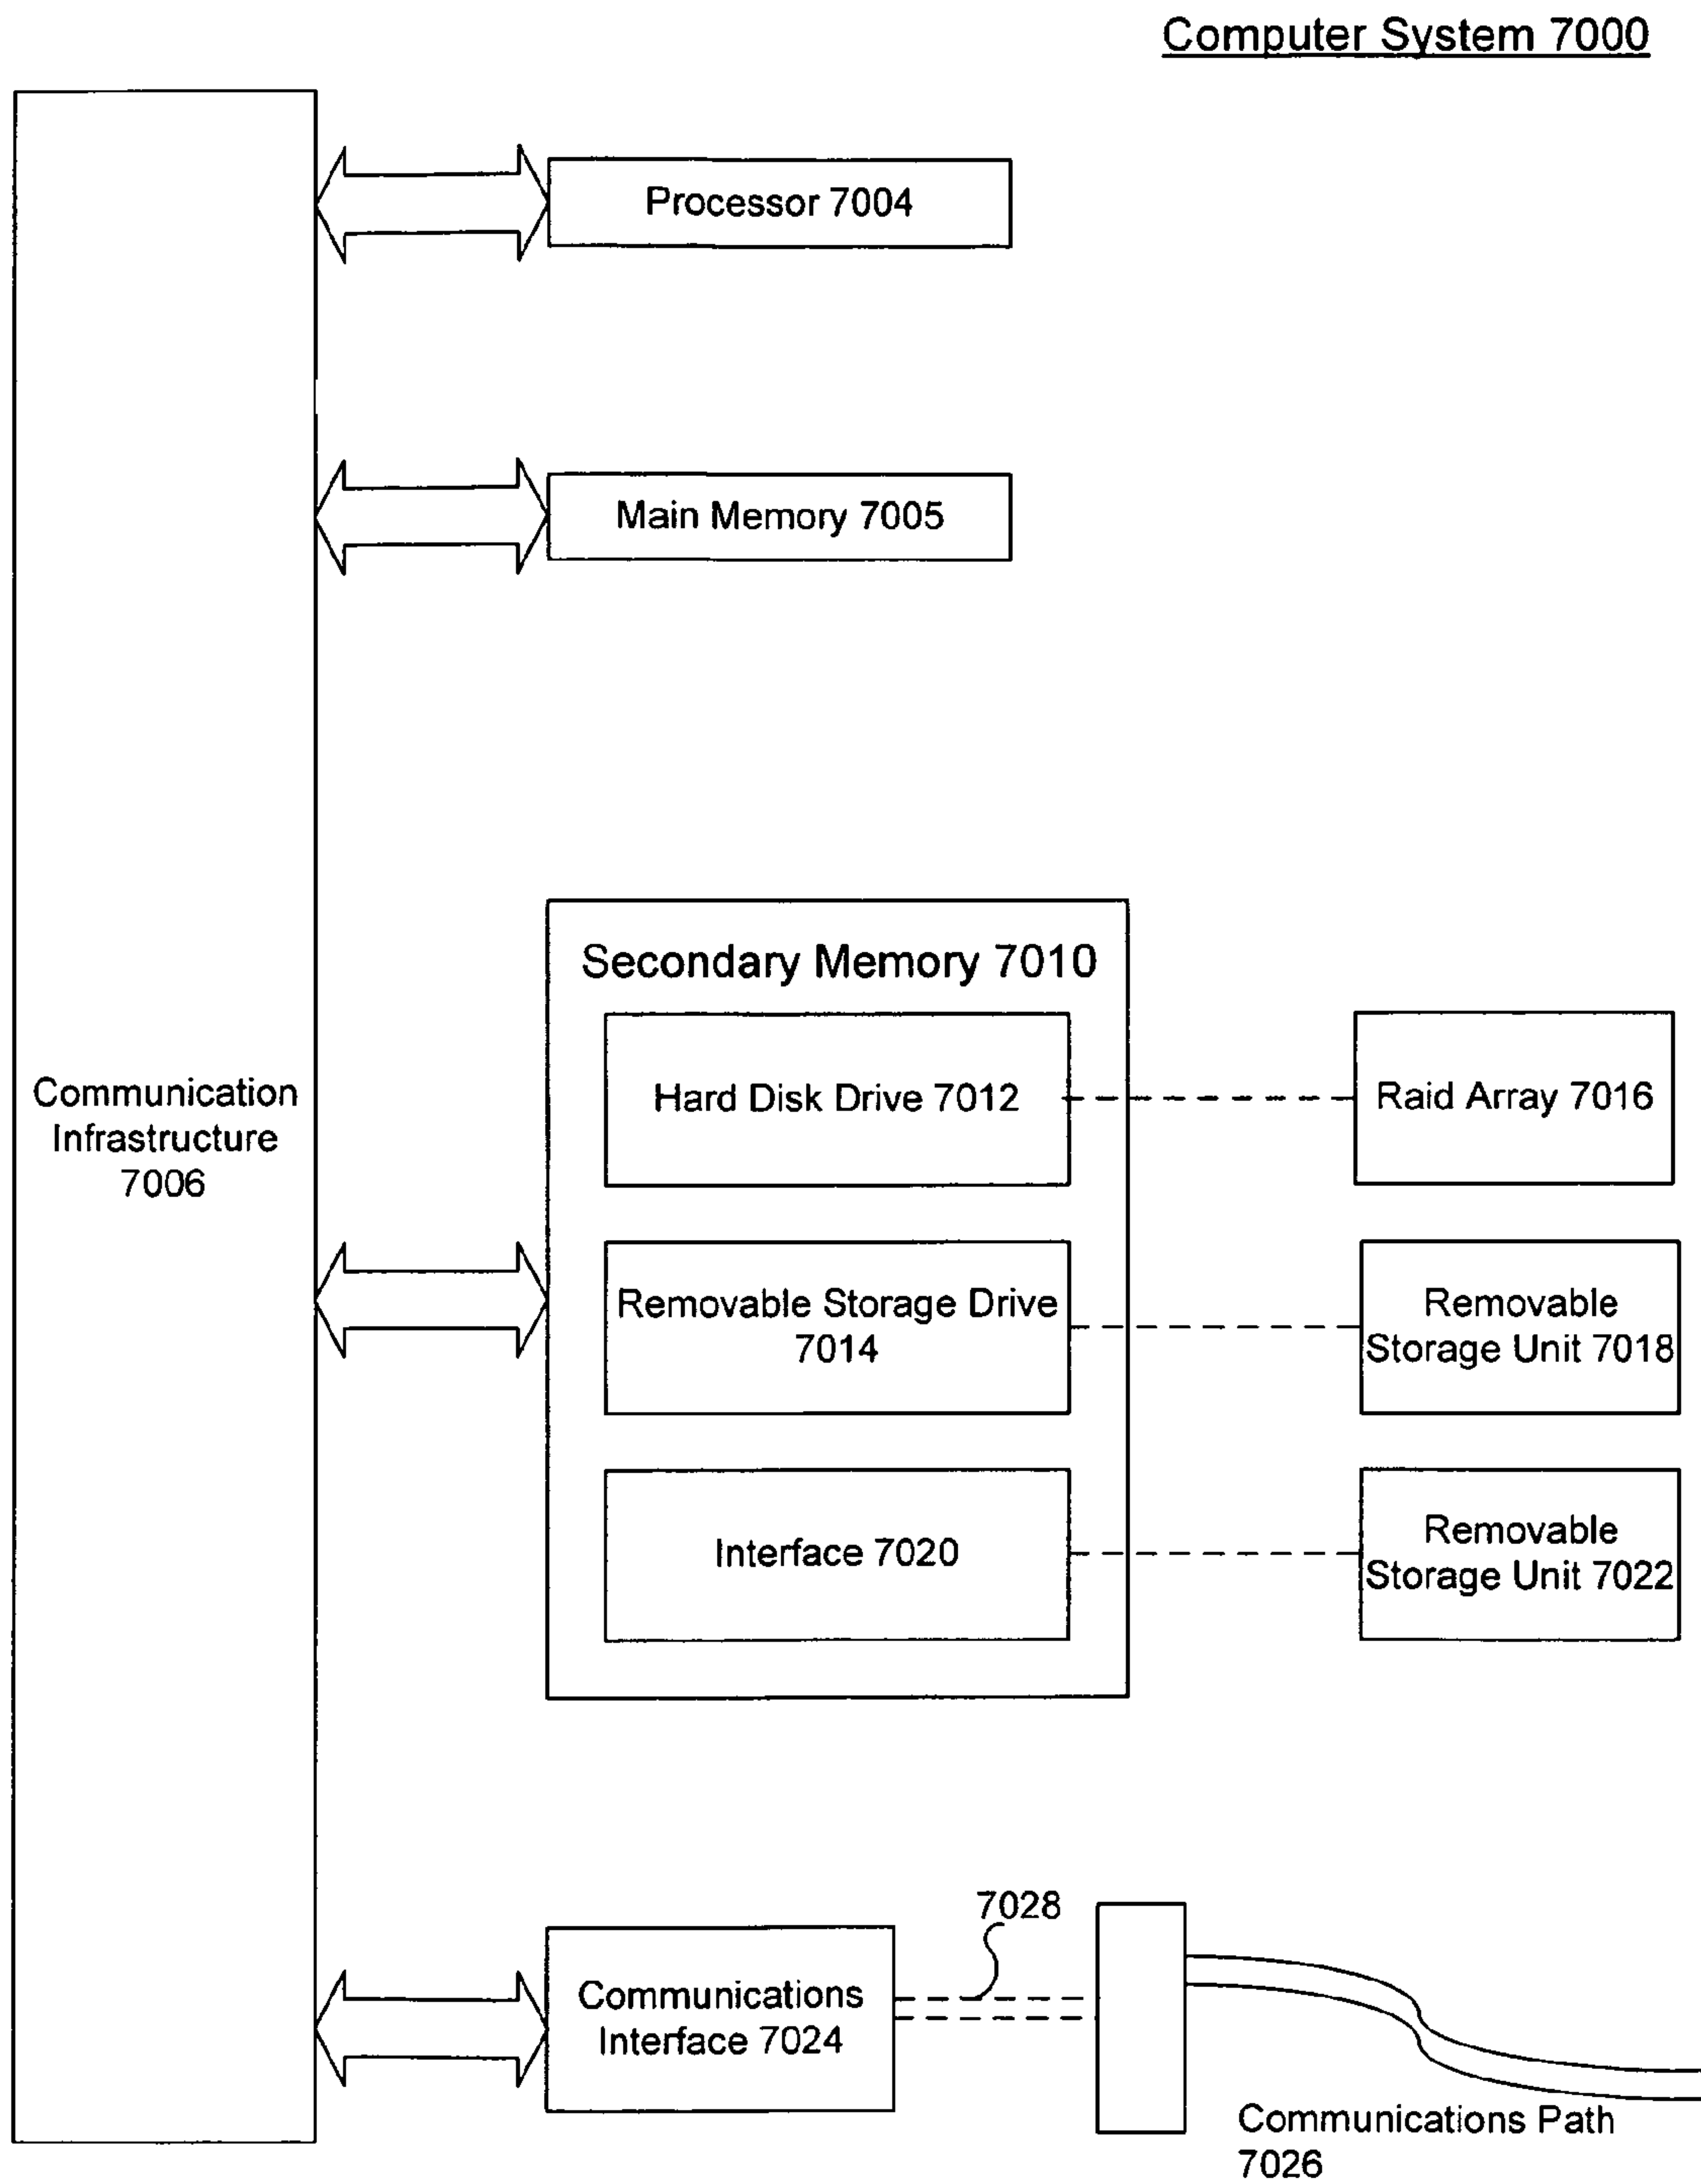 Computer System 7000
Processor 7004
Main Memory 7005
Communication
Infrastructure
7006
Secondary Memory 7010
Hard Disk Drive 7012
Raid Array 7016
Removable Storage Drive
7014
Removable
Storage Unit 7018
Interface 7020
Removable
Storage Unit 7022
7028
Communications
Interface 7024
Communications Path
7026